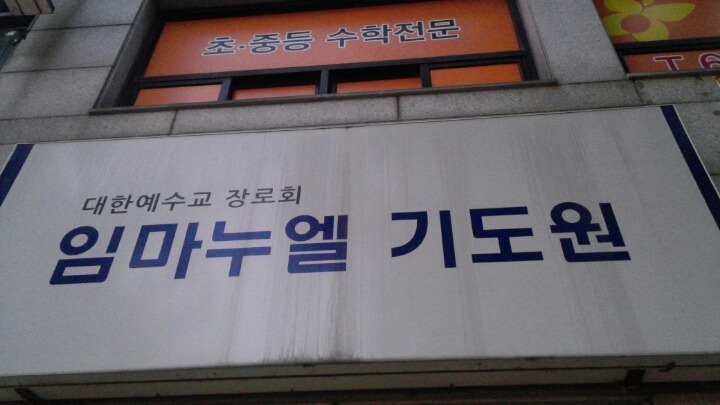 초·중등 수학전문
대한예수교 장로회
임마누엘 기도원